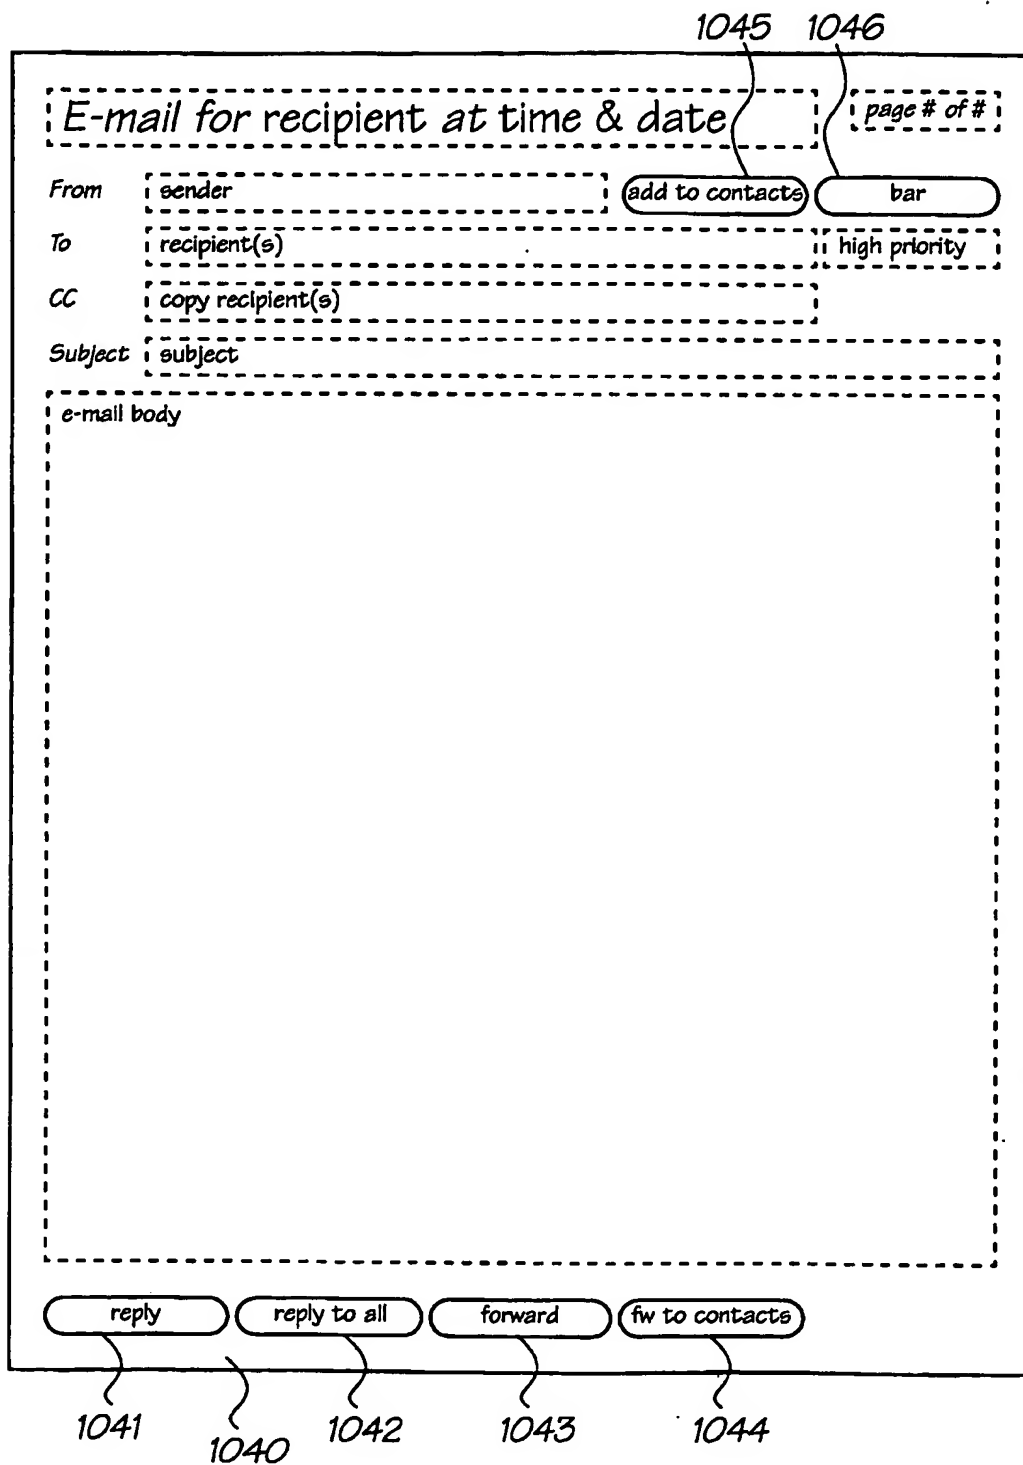 1045 1046
E-mail for recipient at time & date page # of #
From sender add to contacts bar
To recipient(s) high priority
CC copy recipient(s)
Subject subject
e-mail body
reply reply to all forward fw to contacts
1041 1040 1042 1043 1044